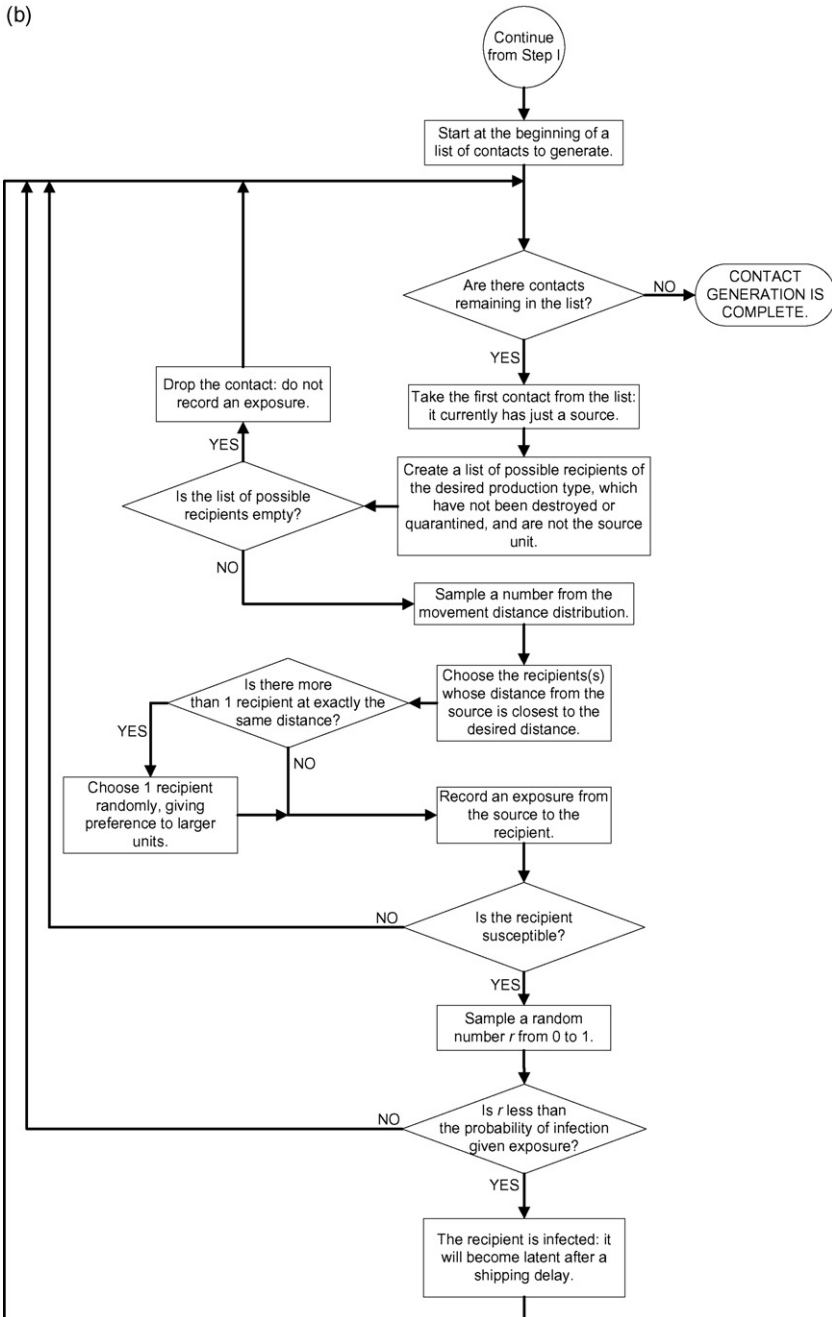 (b)
Continue
from Step I
Start at the beginning of a
list of contacts to generate.
Are there contacts
remaining in the list?
NO
CONTACT
GENERATION IS
COMPLETE.
YES
Take the first contact from the list:
it currently has just a source.
Create a list of possible recipients
of the desired production type, which
have not been destroyed or
quarantined, and are not the source
unit.
Is the list of possible
recipients empty?
YES
Drop the contact: do not
record an exposure.
NO
Sample a number from the
movement distance distribution.
Choose the recipients(s)
whose distance from the
source is closest to the
desired distance.
Is there more
than 1 recipient at exactly the
same distance?
YES
NO
Choose 1 recipient
randomly, giving
preference to larger
units.
Record an exposure from
the source to the
recipient.
Is the recipient
susceptible?
NO
YES
Sample a random
number r from 0 to 1.
Is r less than
the probability of infection
given exposure?
NO
YES
The recipient is infected: it
will become latent after a
shipping delay.